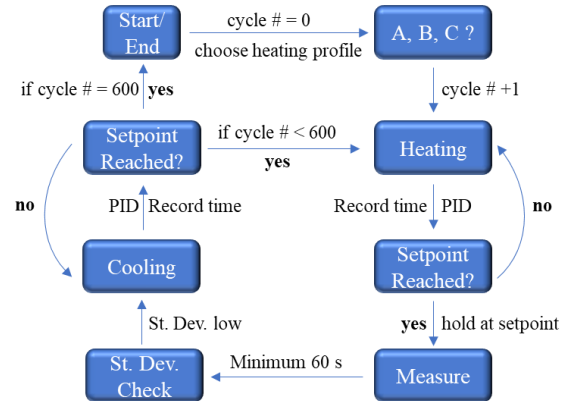 Start/
End
cycle # = 0
choose heating profile
A, B, C ?
if cycle # = 600
yes
cycle # +1
Setpoint
Reached?
if cycle # < 600
yes
Heating
no
PID
Record time
Record time
PID
no
Cooling
Setpoint
Reached?
St. Dev. low
yes
hold at setpoint
St. Dev.
Check
Minimum 60 s
Measure